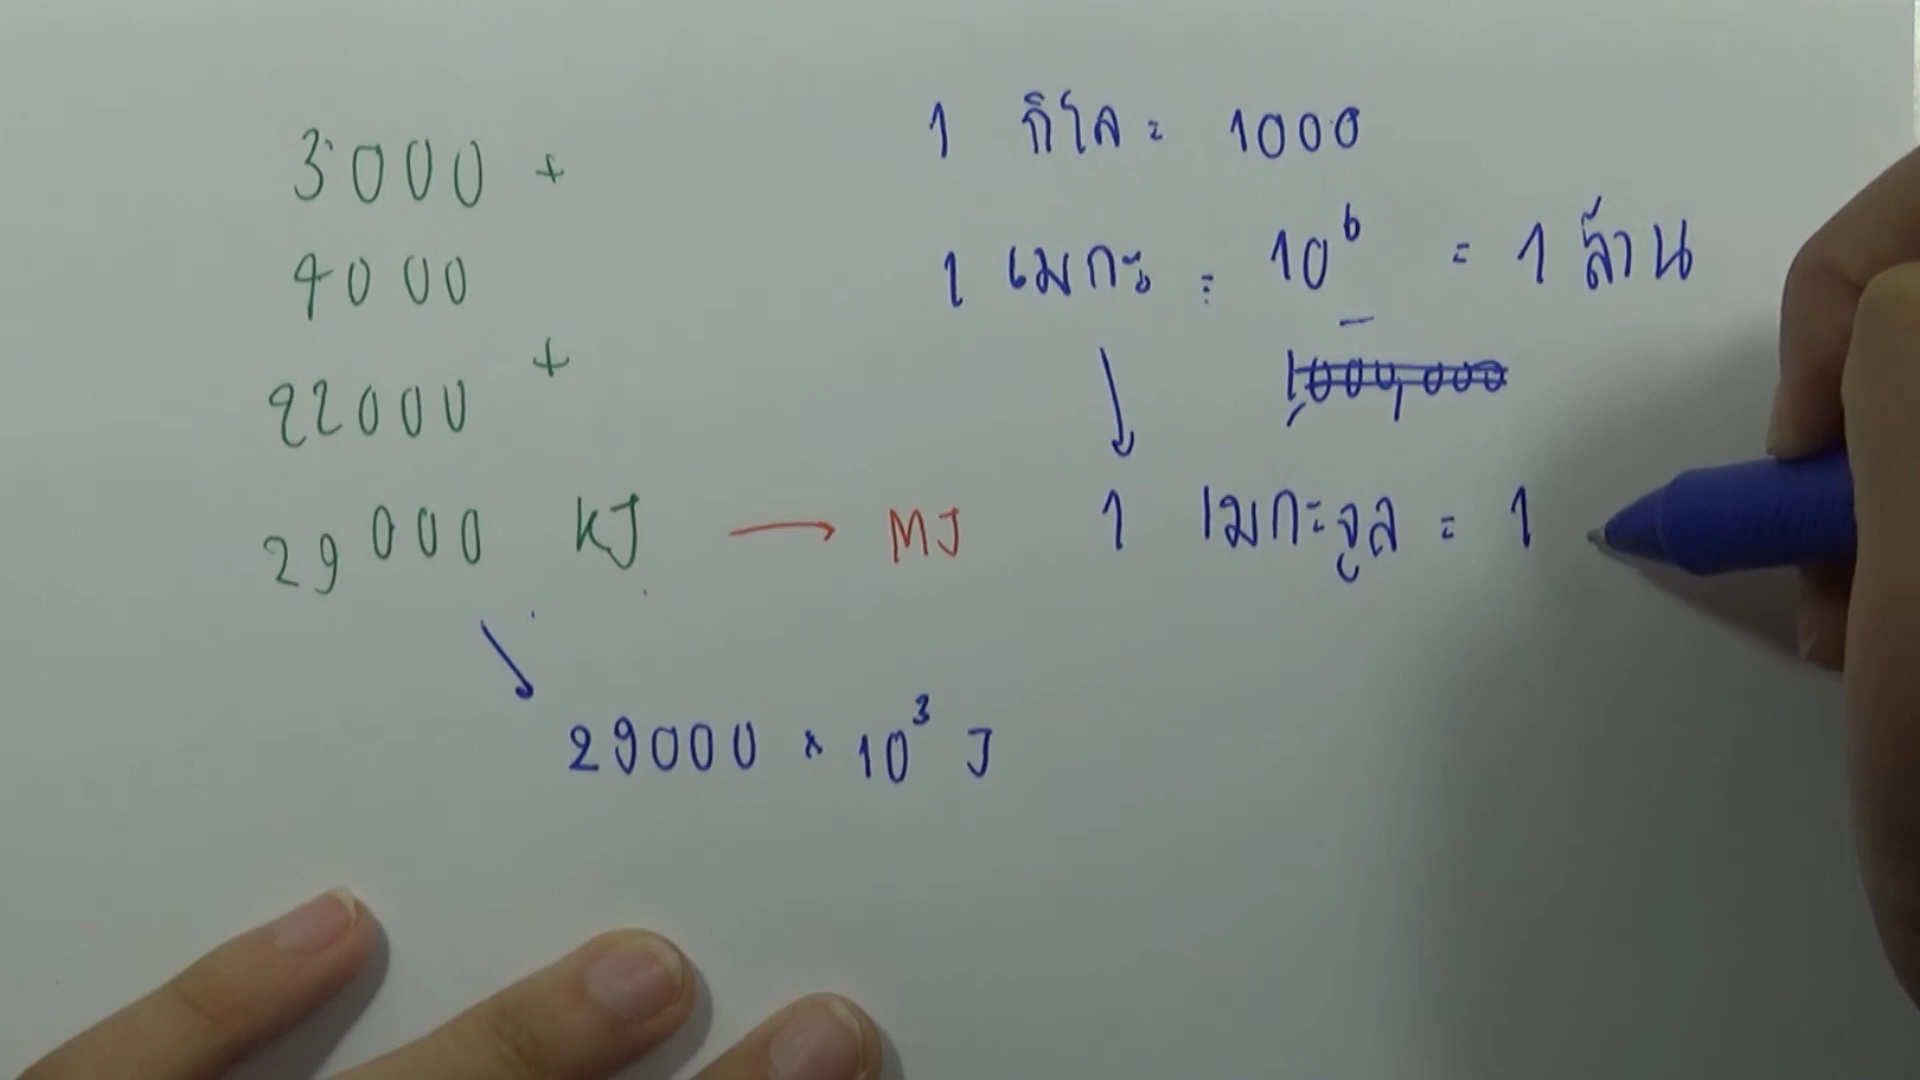 3000 +
4000
+
22000
29000 KJ → MJ
↓
29000 × 10³ J
1 กิโล = 1000
1 เมกะ = 10⁶ = 1 ล้าน
1,000,000
↓
1 เมกะจูล = 1